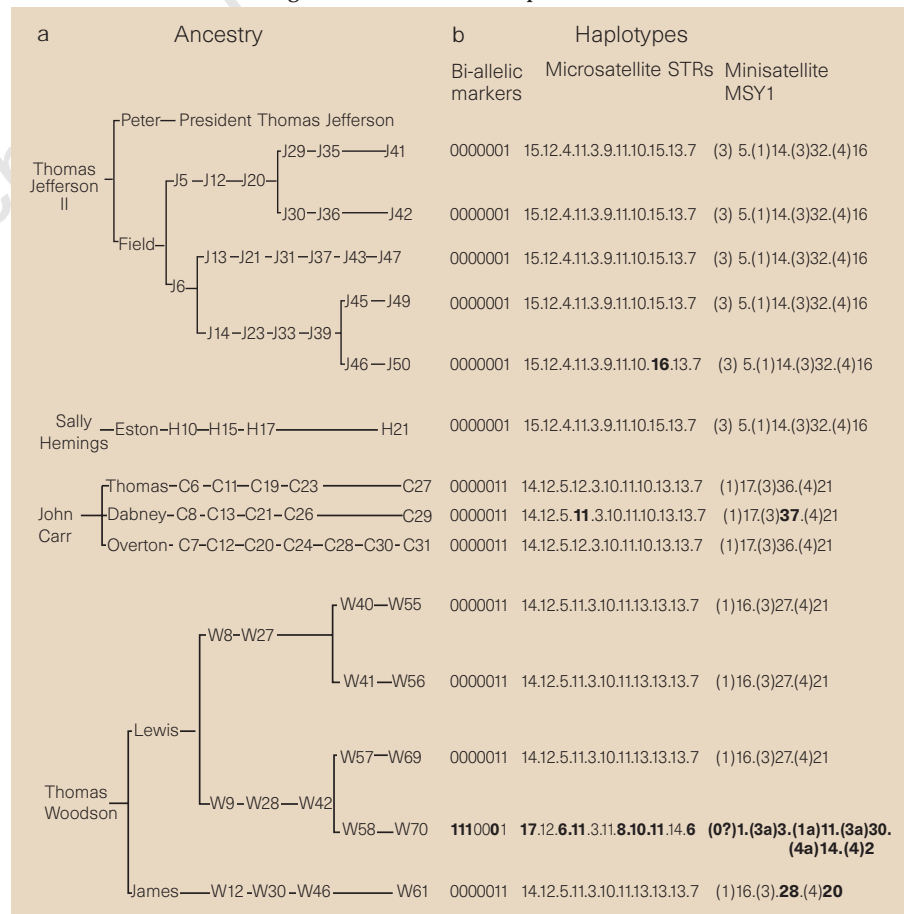 a Ancestry b Haplotypes
Bi-allelic markers Microsatellite STRs Minisatellite MSY1
Peter— President Thomas Jefferson
Thomas Jefferson II
J29–J35——J41 0000001 15.12.4.11.3.9.11.10.15.13.7 (3) 5.(1)14.(3)32.(4)16
J5 –J12–J20
J30–J36——J42 0000001 15.12.4.11.3.9.11.10.15.13.7 (3) 5.(1)14.(3)32.(4)16
Field
J13 –J21 –J31 –J37 –J43–J47 0000001 15.12.4.11.3.9.11.10.15.13.7 (3) 5.(1)14.(3)32.(4)16
J6
J45 –J49 0000001 15.12.4.11.3.9.11.10.15.13.7 (3) 5.(1)14.(3)32.(4)16
J14 –J23 –J33 –J39
J46 –J50 0000001 15.12.4.11.3.9.11.10.16.13.7 (3) 5.(1)14.(3)32.(4)16
Sally Hemings —Eston–H10–H15–H17—— H21 0000001 15.12.4.11.3.9.11.10.15.13.7 (3) 5.(1)14.(3)32.(4)16
Thomas–C6 –C11–C19–C23 ——C27 0000011 14.12.5.12.3.10.11.10.13.13.7 (1)17.(3)36.(4)21
John Carr Dabney–C8 –C13–C21–C26 ——C29 0000011 14.12.5.11.3.10.11.10.13.13.7 (1)17.(3)37.(4)21
Overton- C7–C12–C20–C24–C28–C30–C31 0000011 14.12.5.12.3.10.11.10.13.13.7 (1)17.(3)36.(4)21
W40–W55 0000011 14.12.5.11.3.10.11.13.13.13.7 (1)16.(3)27.(4)21
W8–W27
W41–W56 0000011 14.12.5.11.3.10.11.13.13.13.7 (1)16.(3)27.(4)21
Lewis
W57–W69 0000011 14.12.5.11.3.10.11.13.13.13.7 (1)16.(3)27.(4)21
Thomas Woodson
W9–W28 –W42
W58–W70 1110001 17.12.6.11.3.11.8.10.11.14.6 (0?)1.(3a)3.(1a)11.(3a)30.
(4a)14.(4)2
James—W12 –W30 –W46 —— W61 0000011 14.12.5.11.3.10.11.13.13.13.7 (1)16.(3).28.(4)20